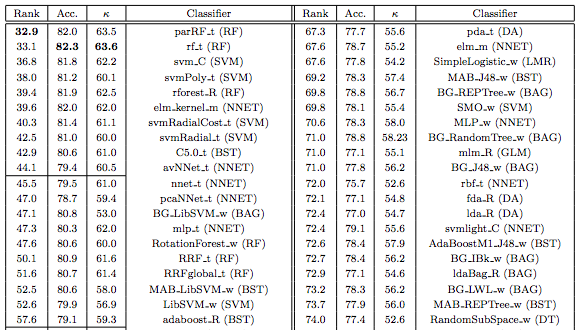 Rank Acc. κ Classifier Rank Acc. κ Classifier
32.9 82.0 63.5 parRF_t (RF) 67.3 77.7 55.6 pda_t (DA)
33.1 82.3 63.6 rf_t (RF) 67.6 78.7 55.2 elm_m (NNET)
36.8 81.8 62.2 svm_C (SVM) 67.6 77.8 54.2 SimpleLogistic_w (LMR)
38.0 81.2 60.1 svmPoly_t (SVM) 69.2 78.3 57.4 MAB_J48_w (BST)
39.4 81.9 62.5 rforest_R (RF) 69.8 78.8 56.7 BG_REPTree_w (BAG)
39.6 82.0 62.0 elm_kernel_m (NNET) 69.8 78.1 55.4 SMO_w (SVM)
40.3 81.4 61.1 svmRadialCost_t (SVM) 70.6 78.3 58.0 MLP_w (NNET)
42.5 81.0 60.0 svmRadial_t (SVM) 71.0 78.8 58.23 BG_RandomTree_w (BAG)
42.9 80.6 61.0 C5.0_t (BST) 71.0 77.1 55.1 mlm_R (GLM)
44.1 79.4 60.5 avNNet_t (NNET) 71.0 77.8 56.2 BG_J48_w (BAG)
45.5 79.5 61.0 nnet_t (NNET) 72.0 75.7 52.6 rbf_t (NNET)
47.0 78.7 59.4 pcaNNet_t (NNET) 72.1 77.1 54.8 fda_R (DA)
47.1 80.8 53.0 BG_LibSVM_w (BAG) 72.4 77.0 54.7 lda_R (DA)
47.3 80.3 62.0 mlp_t (NNET) 72.4 79.1 55.6 svmlight_C (NNET)
47.6 80.6 60.0 RotationForest_w (RF) 72.6 78.4 57.9 AdaBoostM1_J48_w (BST)
50.1 80.9 61.6 RRF_t (RF) 72.7 78.4 56.2 BG_IBk_w (BAG)
51.6 80.7 61.4 RRFglobal_t (RF) 72.9 77.1 54.6 ldaBag_R (BAG)
52.5 80.6 58.0 MAB_LibSVM_w (BST) 73.2 78.3 56.2 BG_LWL_w (BAG)
52.6 79.9 56.9 LibSVM_w (SVM) 73.7 77.9 56.0 MAB_REPTree_w (BST)
57.6 79.1 59.3 adaboost_R (BST) 74.0 77.4 52.6 RandomSubSpace_w (DT)